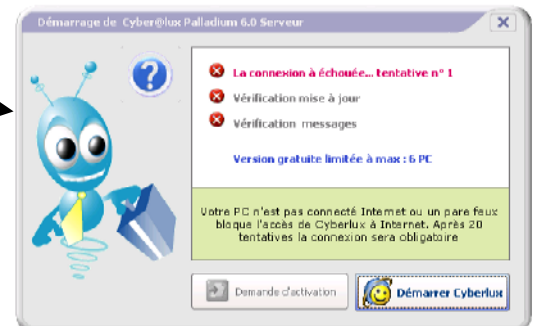 Démarrage de Cyber@lux Palladium 6.0 Serveur
La connexion à échouée... tentative n° 1
Vérification mise à jour
Vérification messages
Version gratuite limitée à max : 6 PC
Votre PC n'est pas connecté Internet ou un pare feux
bloque l'accès de Cyberlux à Internet. Après 20
tentatives la connexion sera obligatoire
Demande d'activation
Démarrer Cyberlux